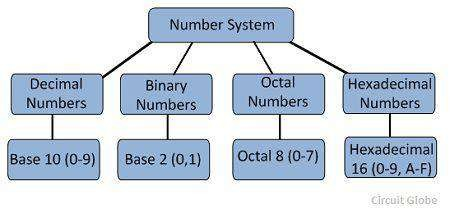 Number System
Decimal
Numbers
Binary
Numbers
Octal
Numbers
Hexadecimal
Numbers
Base 10 (0-9)
Base 2 (0,1)
Octal 8 (0-7)
Hexadecimal
16 (0-9, A-F)
Circuit Globe